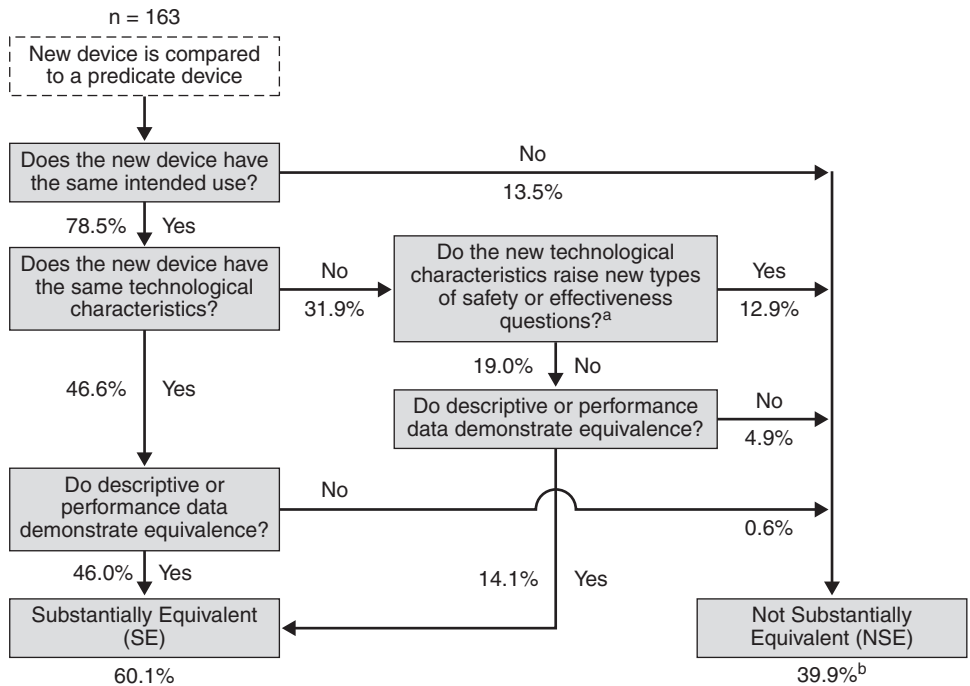 n = 163
New device is compared
to a predicate device
Does the new device have
the same intended use?
No
13.5%
78.5% Yes
Does the new device have
the same technological
characteristics?
No
31.9%
Do the new technological
characteristics raise new types
of safety or effectiveness
questions?a
Yes
12.9%
19.0% No
46.6% Yes
Do descriptive or performance
data demonstrate equivalence?
No
4.9%
Do descriptive or
performance data
demonstrate equivalence?
No
0.6%
46.0% Yes
14.1% Yes
Substantially Equivalent
(SE)
60.1%
Not Substantially
Equivalent (NSE)
39.9%b